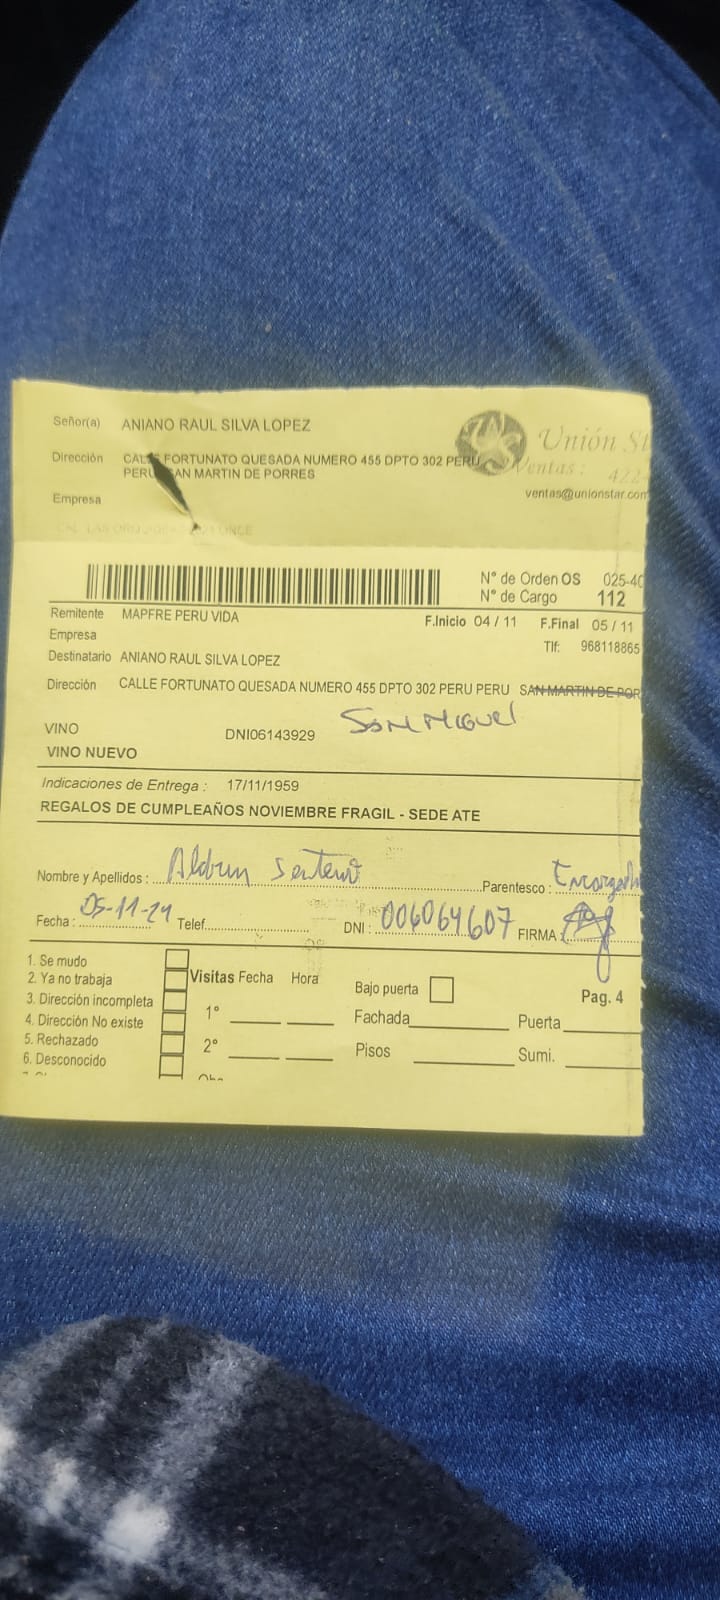 Señor(a) ANIANO RAUL SILVA LOPEZ
Unión St
Dirección CALLE FORTUNATO QUESADA NUMERO 455 DPTO 302 PERU
Ventas: 422-
PERU SAN MARTIN DE PORRES
ventas@unionstar.com
Empresa
N° de Orden OS 025-40
N° de Cargo 112
Remitente MAPFRE PERU VIDA F.Inicio 04 / 11 F.Final 05 / 11
Empresa Tlf: 968118865
Destinatario ANIANO RAUL SILVA LOPEZ
Dirección CALLE FORTUNATO QUESADA NUMERO 455 DPTO 302 PERU PERU SAN MARTIN DE POR
San Miguel
VINO DNI06143929
VINO NUEVO
Indicaciones de Entrega : 17/11/1959
REGALOS DE CUMPLEAÑOS NOVIEMBRE FRAGIL - SEDE ATE
Nombre y Apellidos : Parentesco :
Fecha : 05-11-24 Telef. DNI : 006064607 FIRMA :
1. Se mudo
2. Ya no trabaja Visitas Fecha Hora Bajo puerta Pag. 4
3. Dirección incompleta 1° Fachada Puerta
4. Dirección No existe
5. Rechazado 2° Pisos Sumi.
6. Desconocido